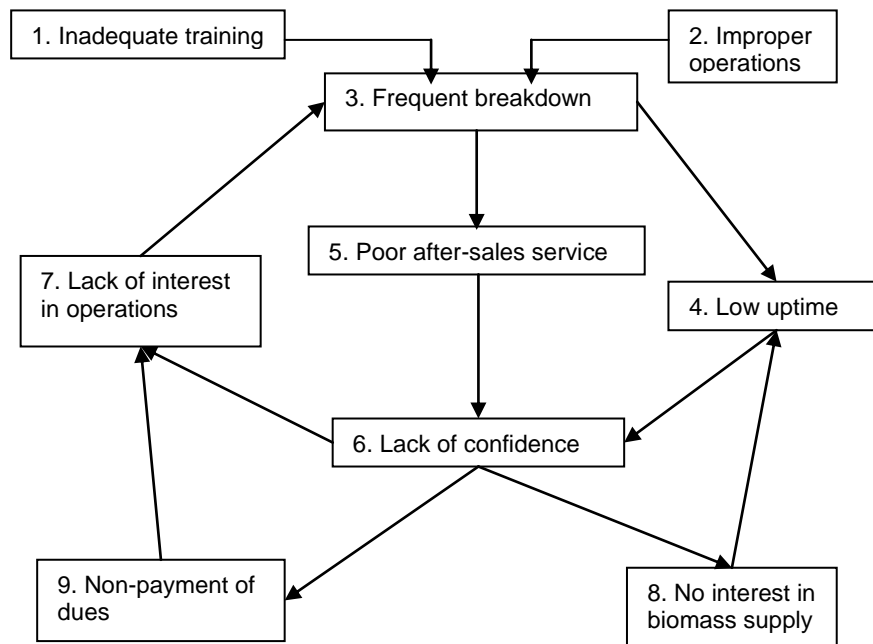 1. Inadequate training
2. Improper
operations
3. Frequent breakdown
5. Poor after-sales service
7. Lack of interest
in operations
4. Low uptime
6. Lack of confidence
9. Non-payment of
dues
8. No interest in
biomass supply